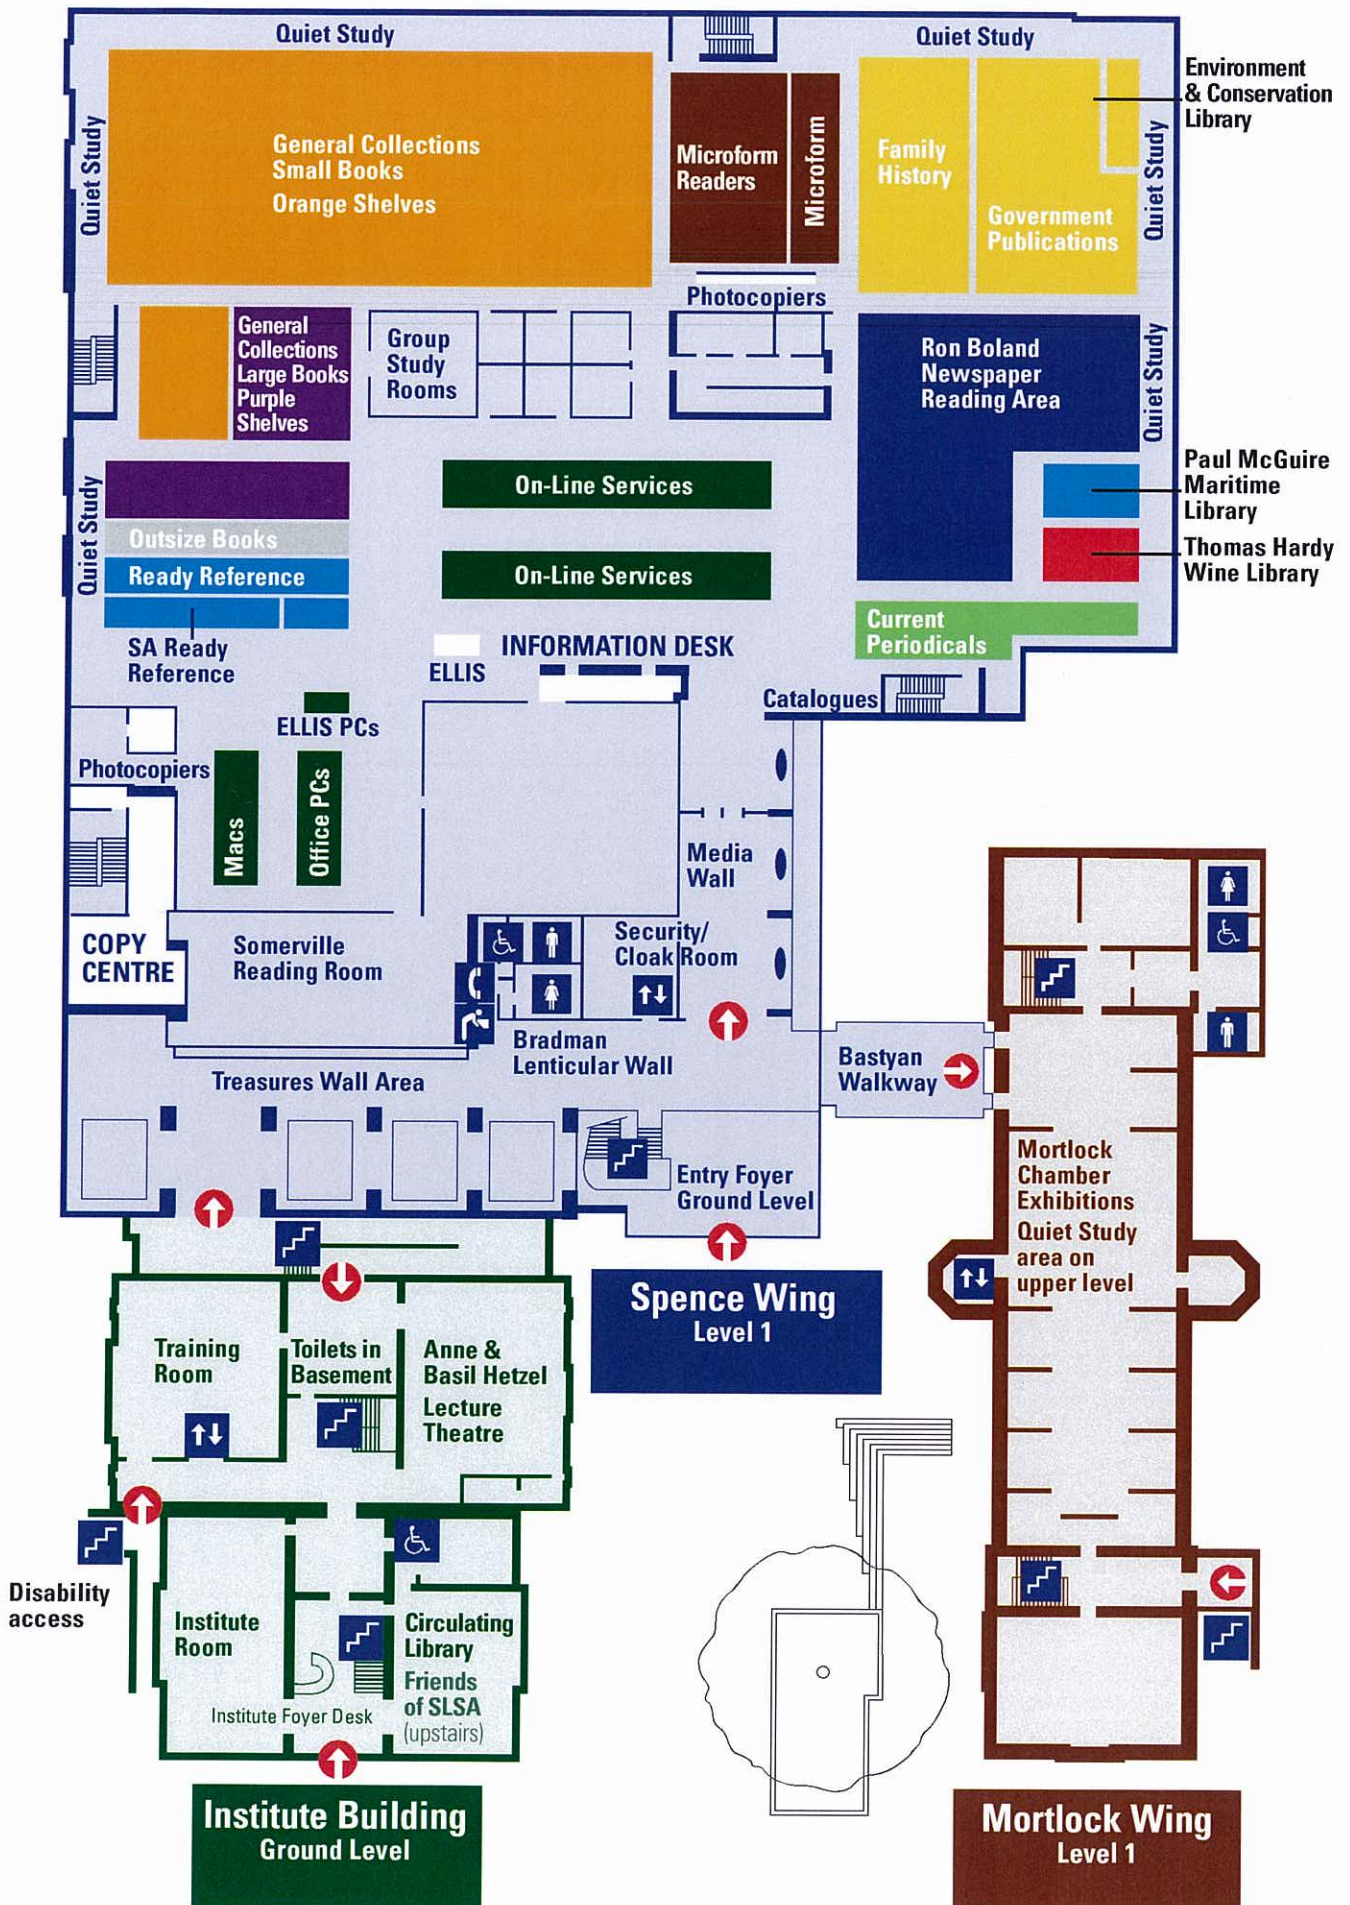 Quiet Study
Quiet Study
Environment
& Conservation
Library
Quiet Study
General Collections
Small Books
Orange Shelves
Microform
Readers
Microform
Family
History
Government
Publications
Quiet Study
Photocopiers
General
Collections
Large Books
Purple
Shelves
Group
Study
Rooms
Ron Boland
Newspaper
Reading Area
Quiet Study
Quiet Study
On-Line Services
Paul McGuire
Maritime
Library
Outsize Books
Ready Reference
On-Line Services
Thomas Hardy
Wine Library
SA Ready
Reference
ELLIS
INFORMATION DESK
Current
Periodicals
Catalogues
ELLIS PCs
Photocopiers
Macs
Office PCs
Media
Wall
COPY
CENTRE
Somerville
Reading Room
Security/
Cloak Room
Bradman
Lenticular Wall
Treasures Wall Area
Bastyan
Walkway
Entry Foyer
Ground Level
Mortlock
Chamber
Exhibitions
Quiet Study
area on
upper level
Spence Wing
Level 1
Training
Room
Toilets in
Basement
Anne &
Basil Hetzel
Lecture
Theatre
Disability
access
Institute
Room
Circulating
Library
Friends
of SLSA
(upstairs)
Institute Foyer Desk
Institute Building
Ground Level
Mortlock Wing
Level 1